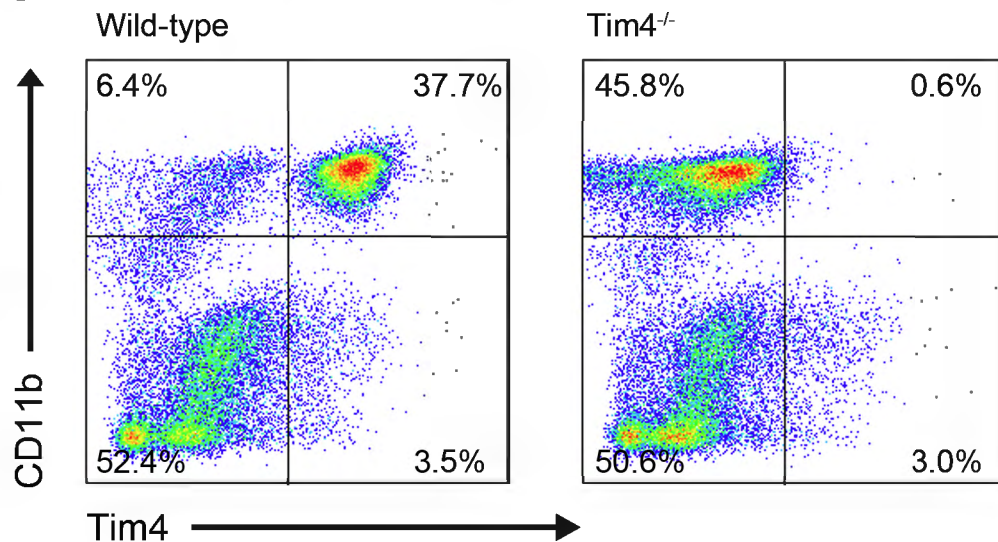 Wild-type
Tim4-/-
6.4%
37.7%
45.8%
0.6%
52.4%
3.5%
50.6%
3.0%
CD11b
Tim4